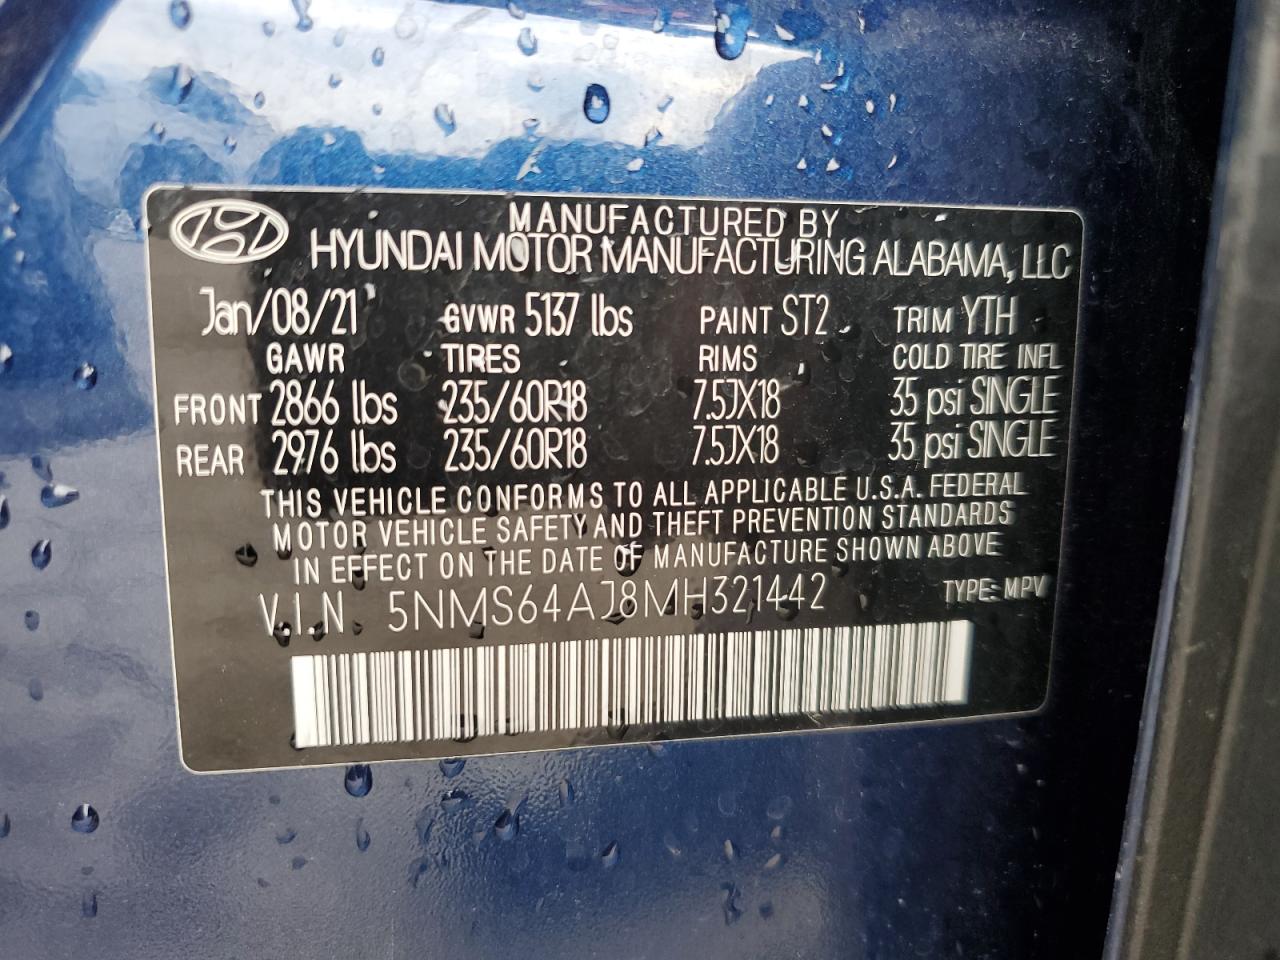 MANUFACTURED BY
HYUNDAI MOTOR MANUFACTURING ALABAMA, LLC
Jan/08/21 GVWR 5137 lbs PAINT ST2 TRIM YTH
GAWR TIRES RIMS COLD TIRE INFL
FRONT 2866 lbs 235/60R18 7.5JX18 35 psi SINGLE
REAR 2976 lbs 235/60R18 7.5JX18 35 psi SINGLE
THIS VEHICLE CONFORMS TO ALL APPLICABLE U.S.A. FEDERAL
MOTOR VEHICLE SAFETY AND THEFT PREVENTION STANDARDS
IN EFFECT ON THE DATE OF MANUFACTURE SHOWN ABOVE
V.I.N 5NMS64AJ8MH321442 TYPE: MPV